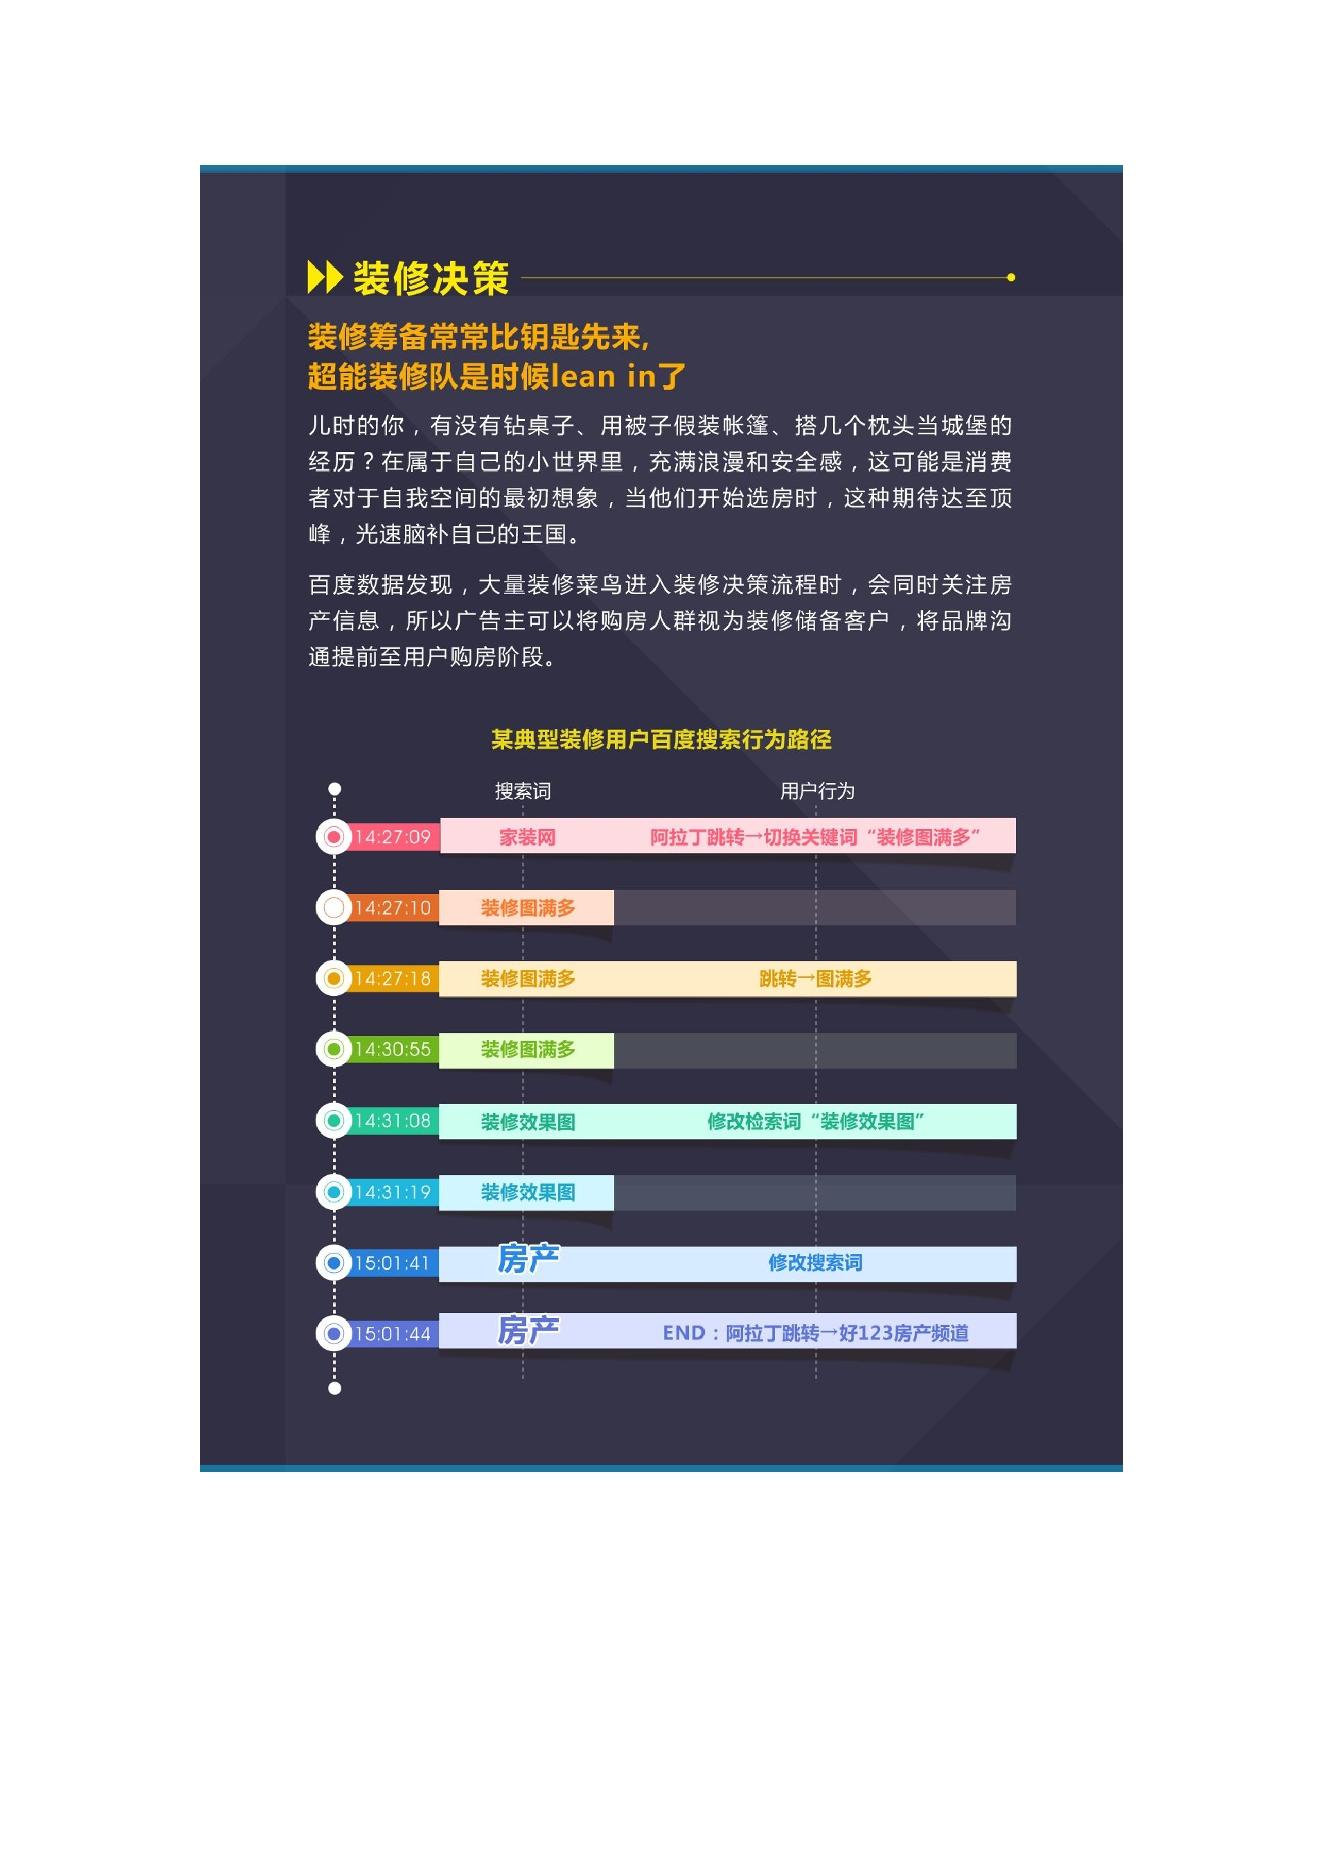 装修决策
装修筹备常常比钥匙先来,
超能装修队是时候lean in了
儿时的你，有没有钻桌子、用被子假装帐篷、搭几个枕头当城堡的
经历？在属于自己的小世界里，充满浪漫和安全感，这可能是消费
者对于自我空间的最初想象，当他们开始选房时，这种期待达至顶
峰，光速脑补自己的王国。
百度数据发现，大量装修菜鸟进入装修决策流程时，会同时关注房
产信息，所以广告主可以将购房人群视为装修储备客户，将品牌沟
通提前至用户购房阶段。
某典型装修用户百度搜索行为路径
搜索词 用户行为
14:27:09 家装网 阿拉丁跳转→切换关键词“装修图满多”
14:27:10 装修图满多
14:27:18 装修图满多 跳转→图满多
14:30:55 装修图满多
14:31:08 装修效果图 修改检索词“装修效果图”
14:31:19 装修效果图
15:01:41 房产 修改搜索词
15:01:44 房产 END：阿拉丁跳转→好123房产频道